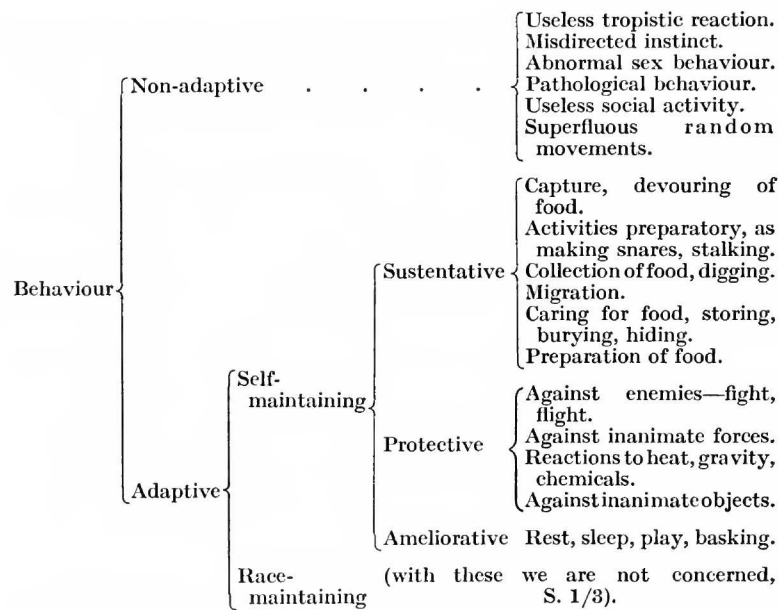 Useless tropistic reaction.
Misdirected instinct.
Abnormal sex behaviour.
Non-adaptive . . . . Pathological behaviour.
Useless social activity.
Superfluous random
movements.
Capture, devouring of
food.
Activities preparatory, as
making snares, stalking.
Sustentative Collection of food, digging.
Behaviour Migration.
Caring for food, storing,
burying, hiding.
Preparation of food.
Self-
maintaining Against enemies—fight,
flight.
Against inanimate forces.
Protective Reactions to heat, gravity,
chemicals.
Adaptive Against inanimate objects.
Ameliorative Rest, sleep, play, basking.
Race- (with these we are not concerned,
maintaining S. 1/3).